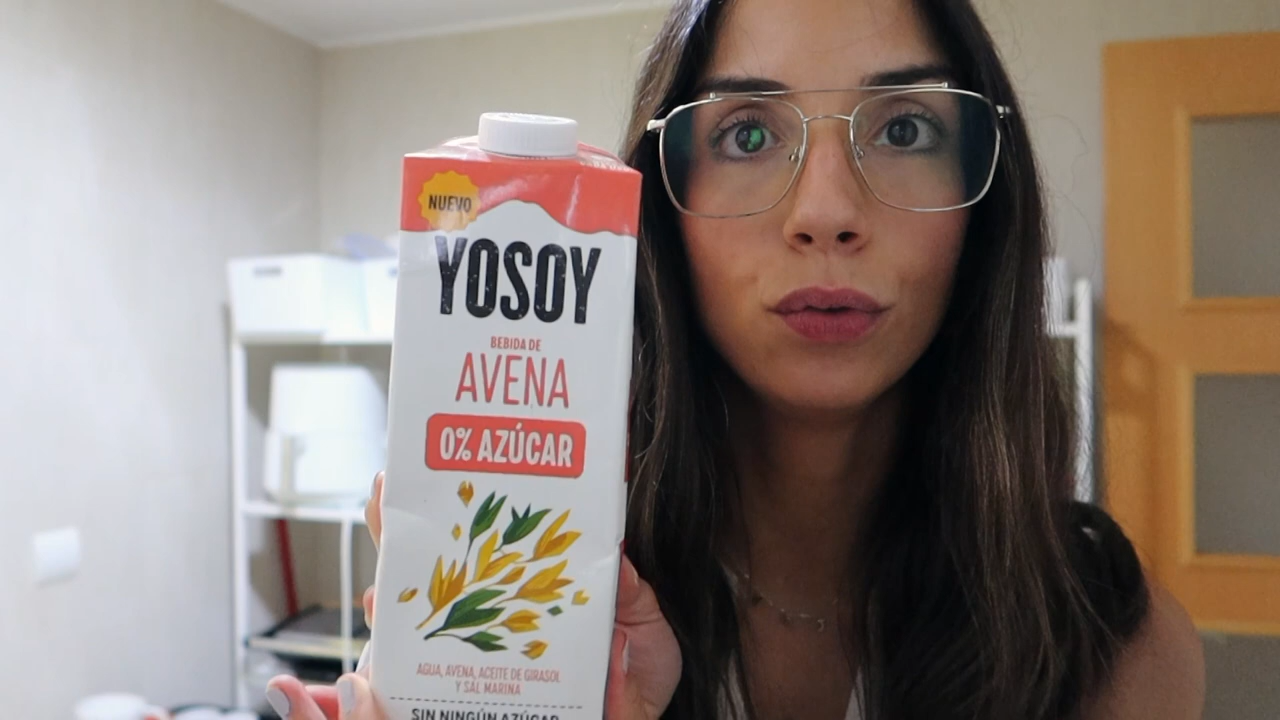 NUEVO
YOSOY
BEBIDA DE
AVENA
0% AZÚCAR
AGUA, AVENA, ACEITE DE GIRASOL
Y SAL MARINA
SIN NINGÚN AZÚCAR